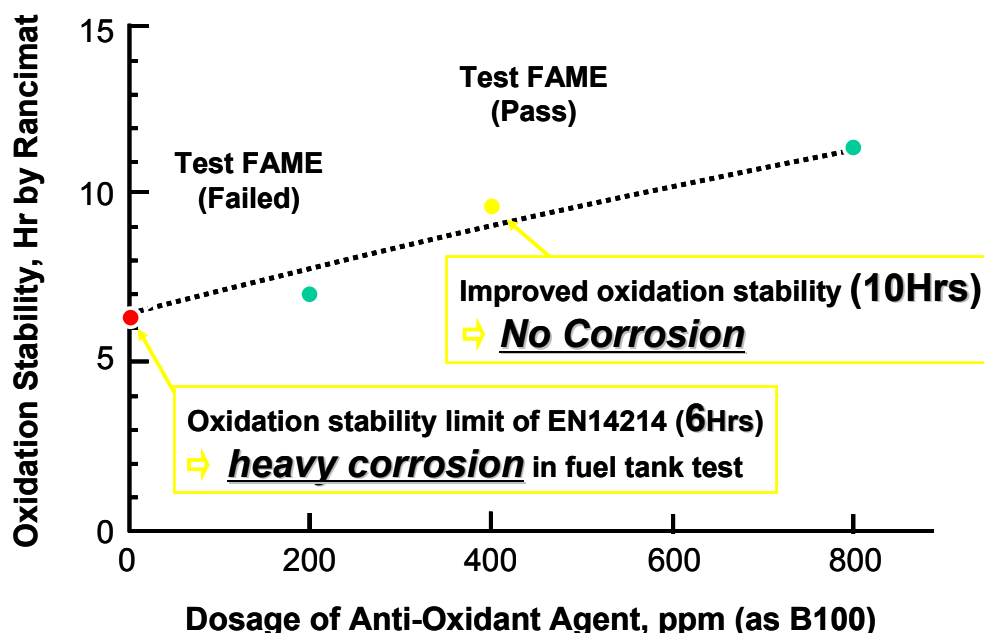 Oxidation Stability, Hr by Rancimat
15
10
5
0
Test FAME
(Pass)
Test FAME
(Failed)
Improved oxidation stability (10Hrs)
⇨ No Corrosion
Oxidation stability limit of EN14214 (6Hrs)
⇨ heavy corrosion in fuel tank test
0 200 400 600 800
Dosage of Anti-Oxidant Agent, ppm (as B100)